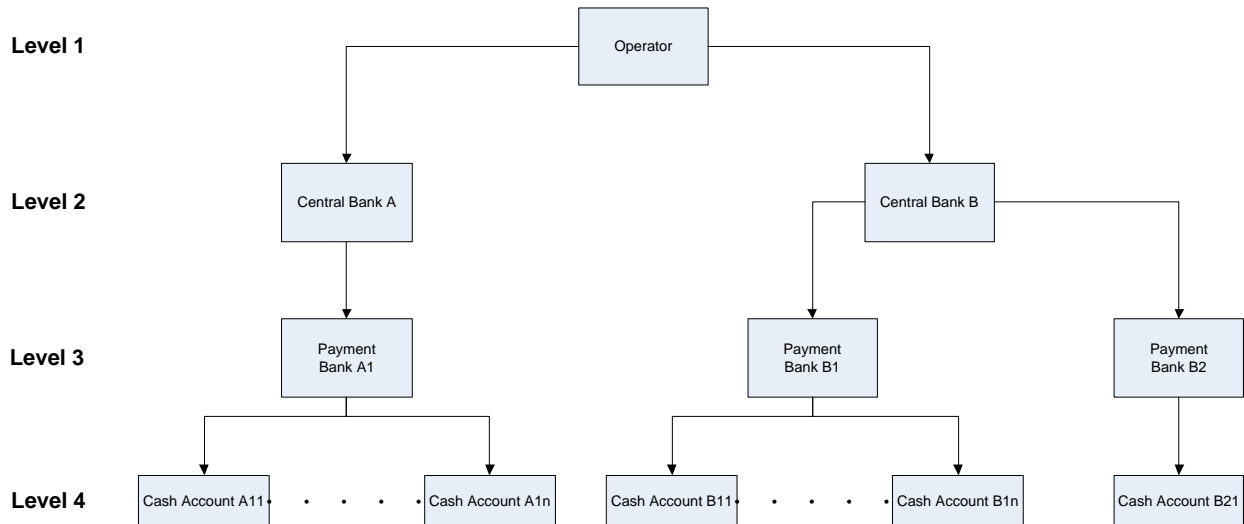 Level 1
Operator
Level 2
Central Bank A
Central Bank B
Level 3
Payment
Bank A1
Payment
Bank B1
Payment
Bank B2
Level 4
Cash Account A11
Cash Account A1n
Cash Account B11
Cash Account B1n
Cash Account B21